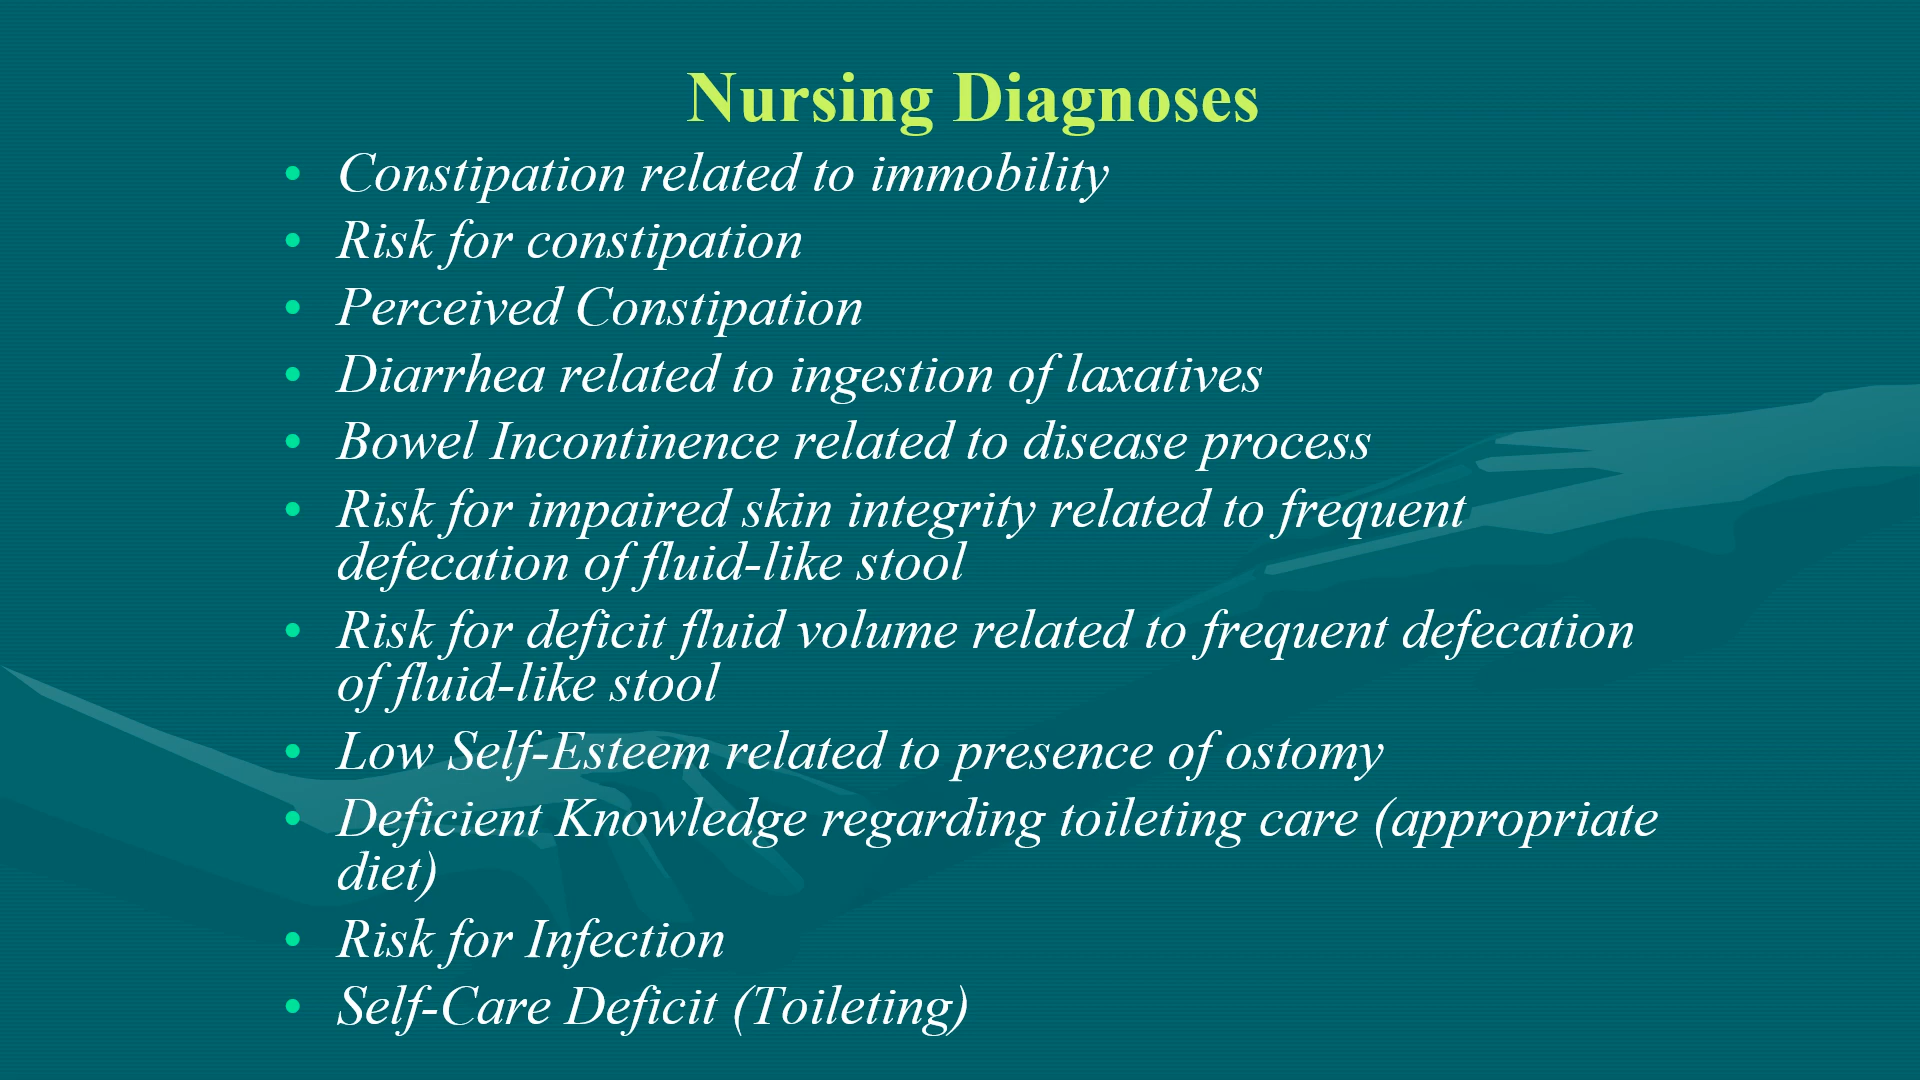 Nursing Diagnoses
• Constipation related to immobility
• Risk for constipation
• Perceived Constipation
• Diarrhea related to ingestion of laxatives
• Bowel Incontinence related to disease process
• Risk for impaired skin integrity related to frequent
defecation of fluid-like stool
• Risk for deficit fluid volume related to frequent defecation
of fluid-like stool
• Low Self-Esteem related to presence of ostomy
• Deficient Knowledge regarding toileting care (appropriate
diet)
• Risk for Infection
• Self-Care Deficit (Toileting)